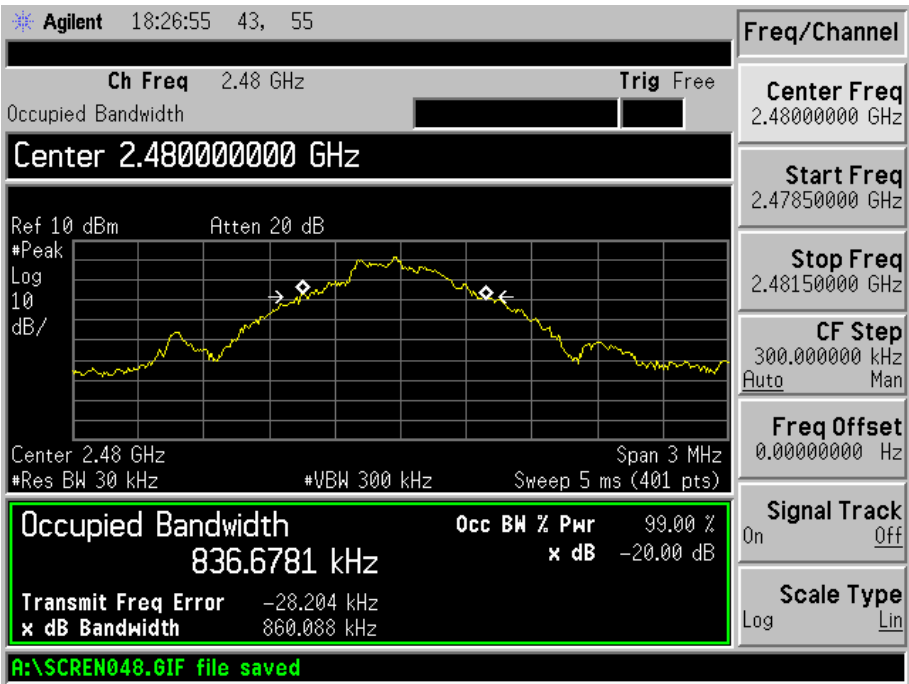 Agilent 18:26:55 43, 55
Freq/Channel
Ch Freq 2.48 GHz Trig Free
Occupied Bandwidth
Center 2.480000000 GHz
Ref 10 dBm Atten 20 dB
#Peak
Log
10
dB/
Center 2.48 GHz Span 3 MHz
#Res BW 30 kHz #VBW 300 kHz Sweep 5 ms (401 pts)
Occupied Bandwidth Occ BW % Pwr 99.00 %
836.6781 kHz x dB -20.00 dB
Transmit Freq Error -28.204 kHz
x dB Bandwidth 860.088 kHz
A:\SCREN048.GIF file saved
Center Freq
2.48000000 GHz
Start Freq
2.47850000 GHz
Stop Freq
2.48150000 GHz
CF Step
300.000000 kHz
Auto Man
Freq Offset
0.00000000 Hz
Signal Track
On Off
Scale Type
Log Lin